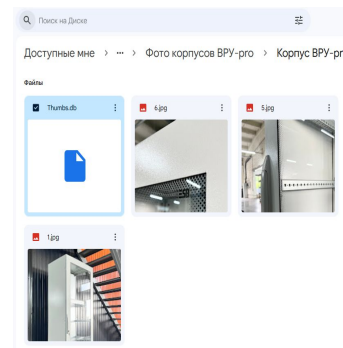 Поиск на Диске
Доступные мне > ··· > Фото корпусов ВРУ-pro > Корпус ВРУ-pr
Файлы
Thumbs.db
6.jpg
5.jpg
1.jpg